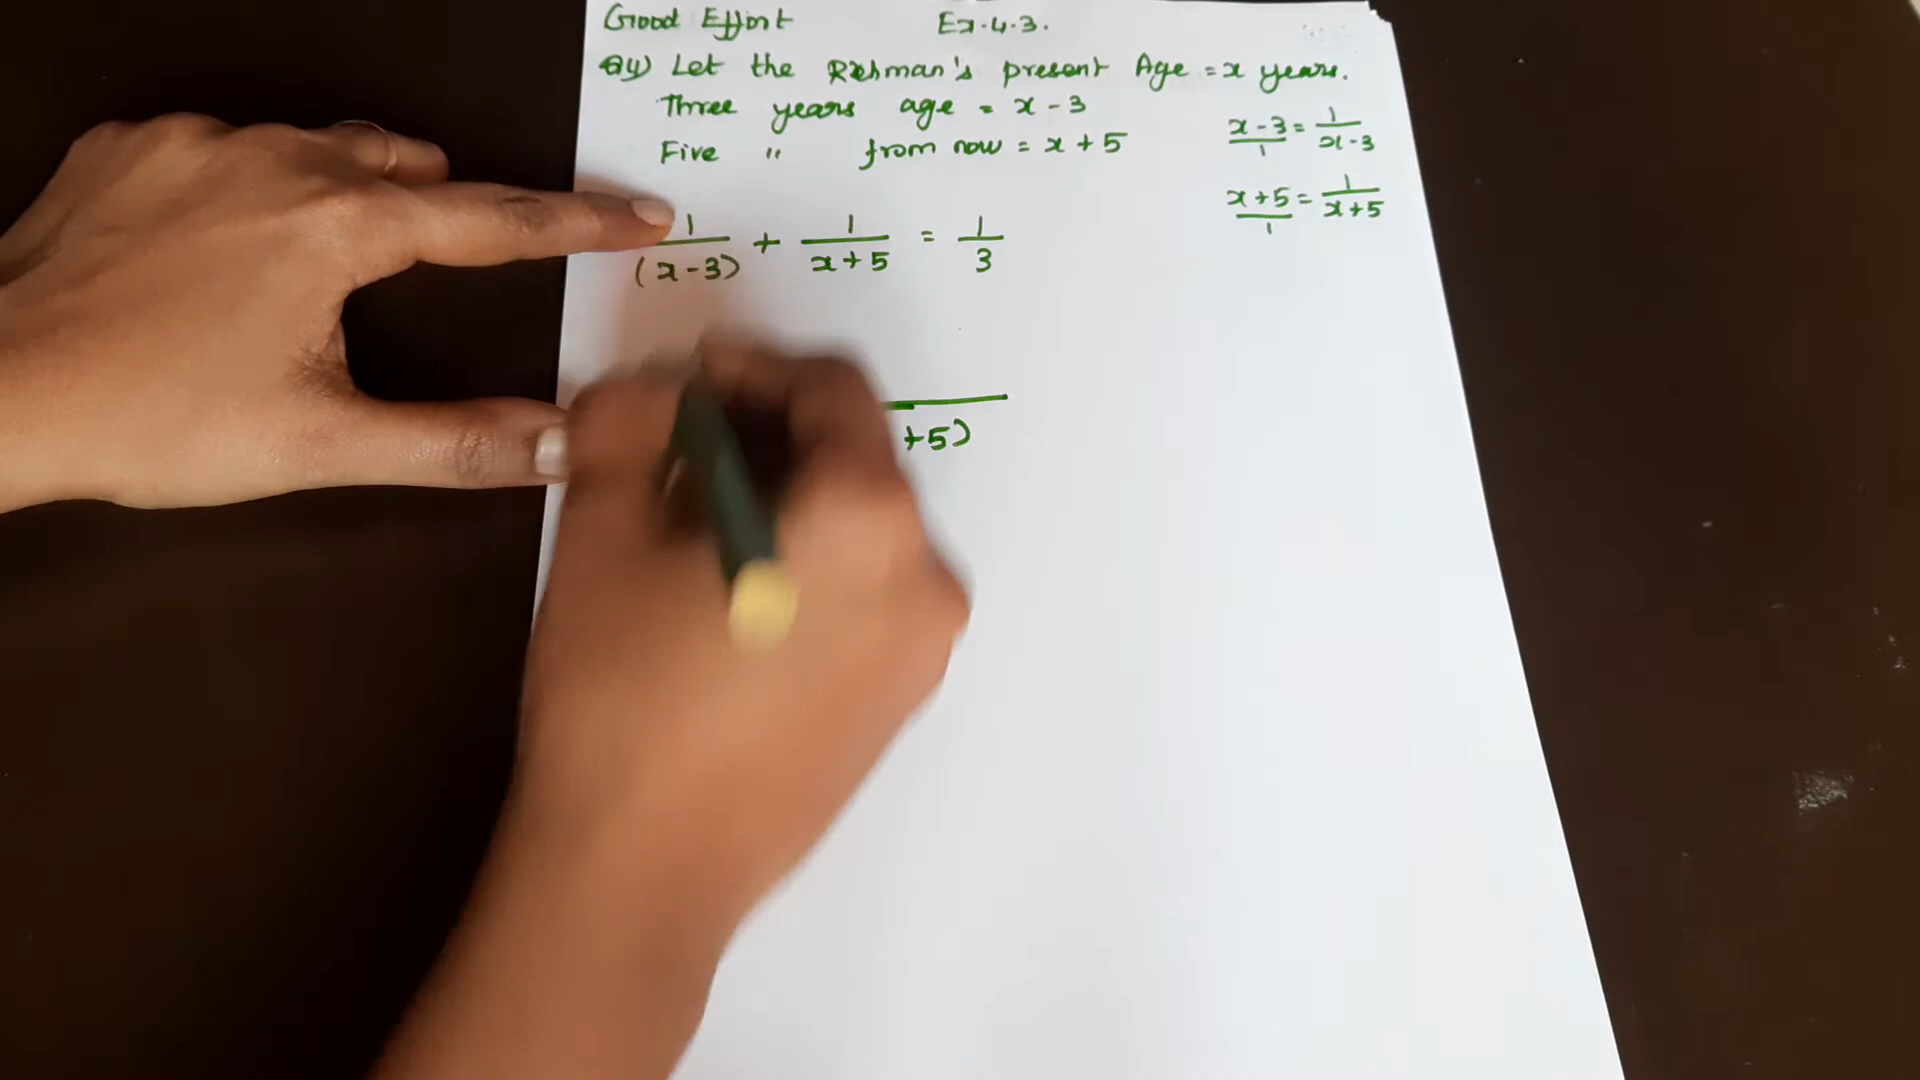 Good Effort Ex.4.3.
Q4) Let the Rehman's present Age = x years.
Three years age = x - 3
Five " from now = x + 5
x - 3 / 1 = 1 / x - 3
x + 5 / 1 = 1 / x + 5
1 / (x - 3) + 1 / x + 5 = 1 / 3
+5)